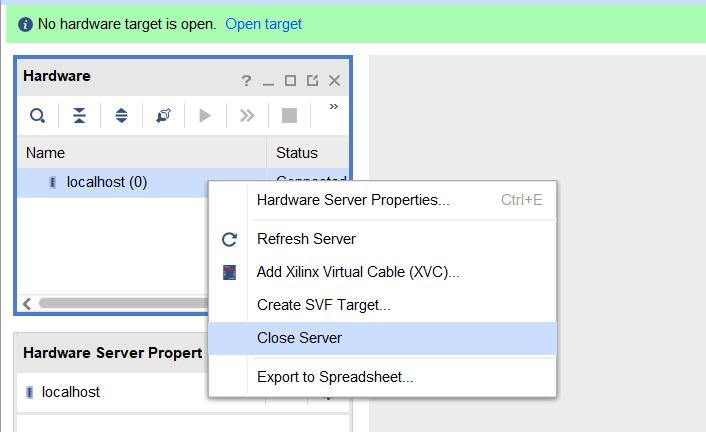 No hardware target is open. Open target
Hardware
Name Status
localhost (0)
Hardware Server Properties... Ctrl+E
Refresh Server
Add Xilinx Virtual Cable (XVC)...
Create SVF Target...
Close Server
Export to Spreadsheet...
Hardware Server Propert
localhost